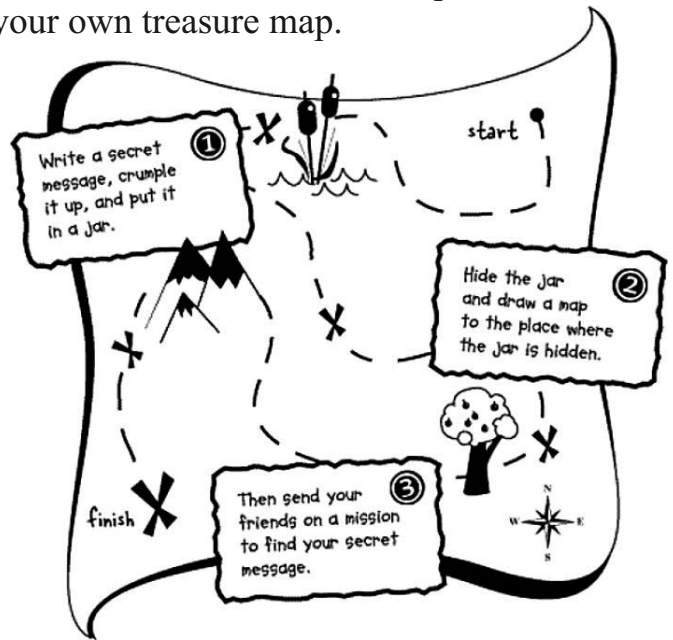 your own treasure map.
start
1
Write a secret
message, crumple
it up, and put it
in a jar.
2
Hide the jar
and draw a map
to the place where
the jar is hidden.
3
Then send your
friends on a mission
to find your secret
message.
finish
N
W E
S